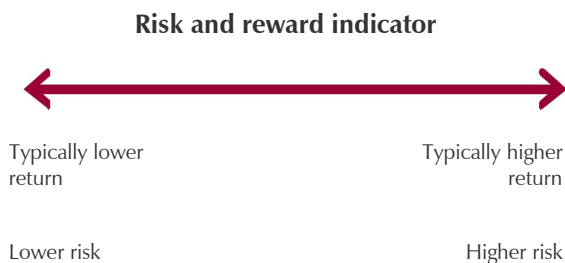 Risk and reward indicator
Typically lower
return
Typically higher
return
Lower risk
Higher risk